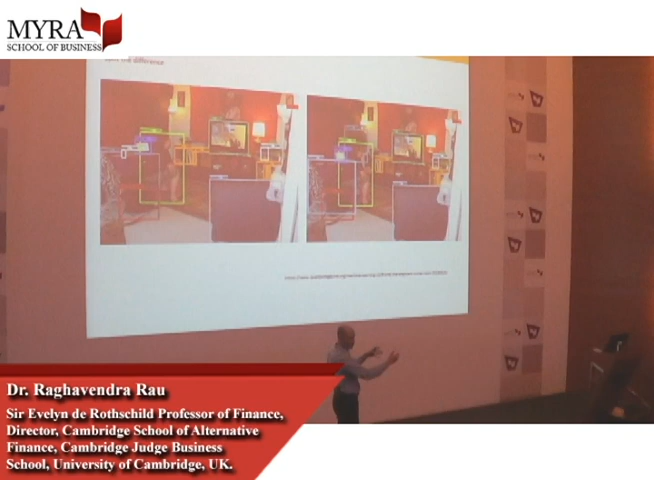 MYRA
SCHOOL OF BUSINESS
Dr. Raghavendra Rau
Sir Evelyn de Rothschild Professor of Finance,
Director, Cambridge School of Alternative
Finance, Cambridge Judge Business
School, University of Cambridge, UK.